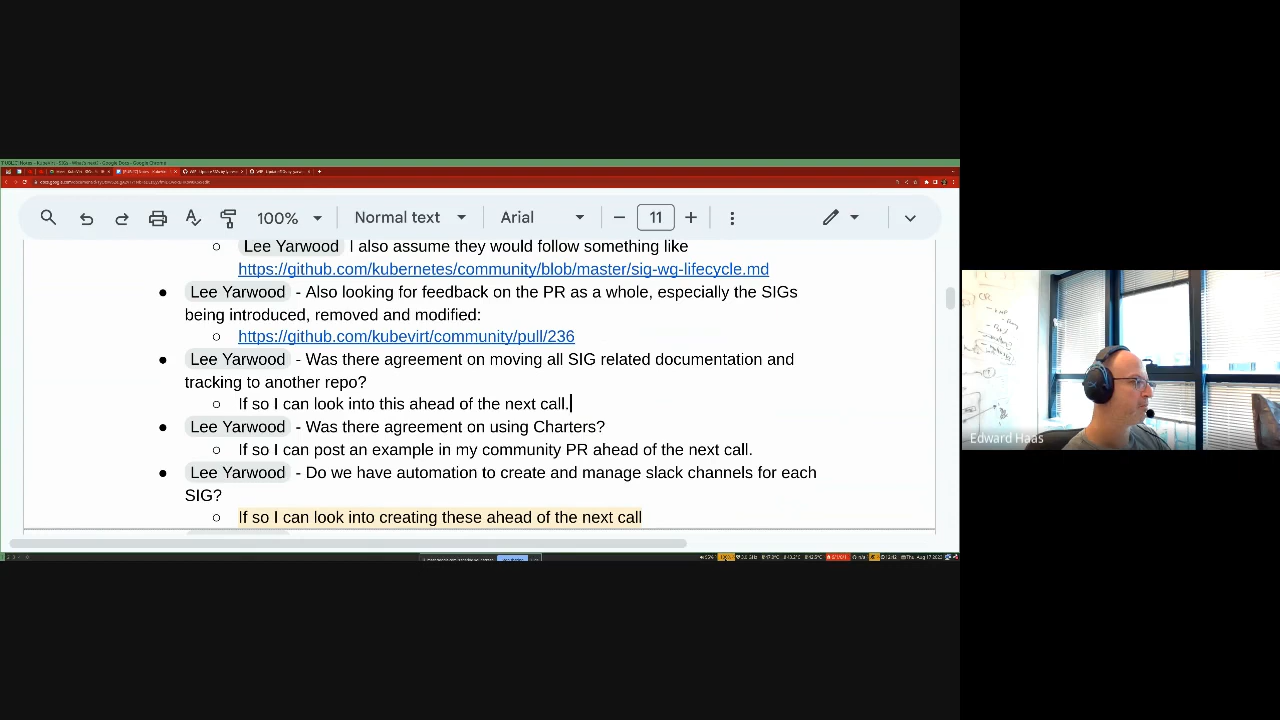 100%
Normal text
Arial
11
Lee Yarwood I also assume they would follow something like
https://github.com/kubernetes/community/blob/master/sig-wg-lifecycle.md
Lee Yarwood - Also looking for feedback on the PR as a whole, especially the SIGs
being introduced, removed and modified:
https://github.com/kubevirt/community/pull/236
Lee Yarwood - Was there agreement on moving all SIG related documentation and
tracking to another repo?
If so I can look into this ahead of the next call.
Lee Yarwood - Was there agreement on using Charters?
If so I can post an example in my community PR ahead of the next call.
Lee Yarwood - Do we have automation to create and manage slack channels for each
SIG?
If so I can look into creating these ahead of the next call
Edward Haas